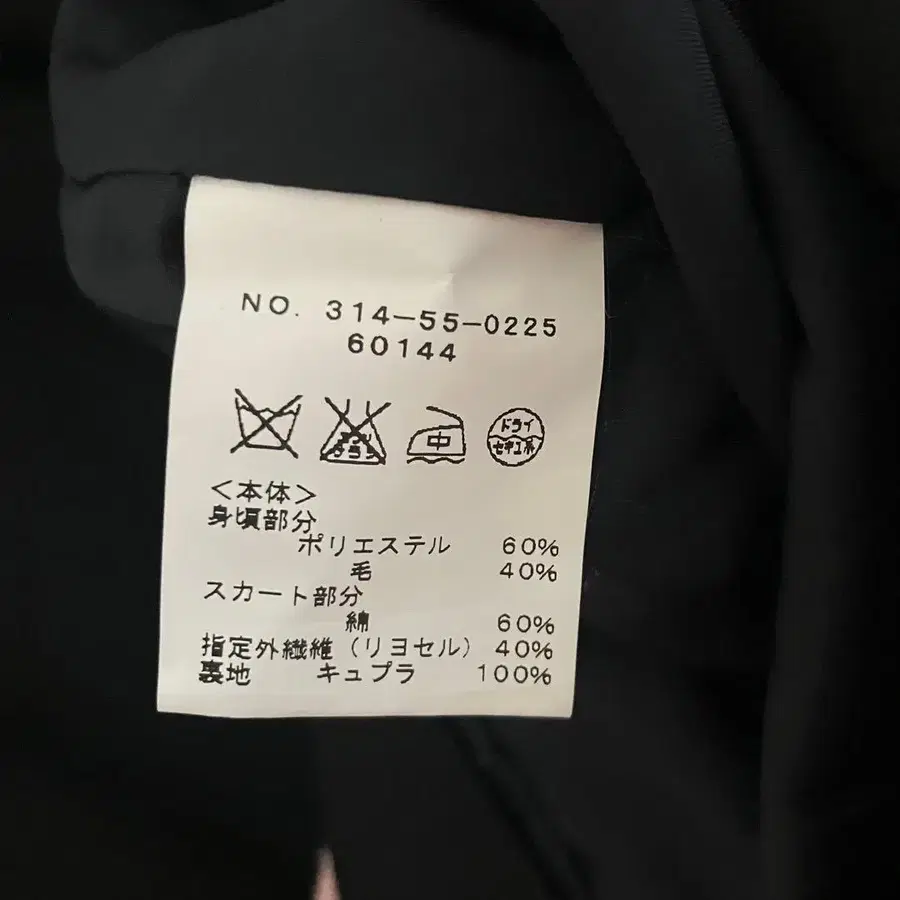 NO. 314-55-0225
60144
中 ドライ
セキユ系
<本体>
身頃部分
ポリエステル 60%
毛 40%
スカート部分
綿 60%
指定外繊維（リヨセル） 40%
裏地 キュプラ 100%